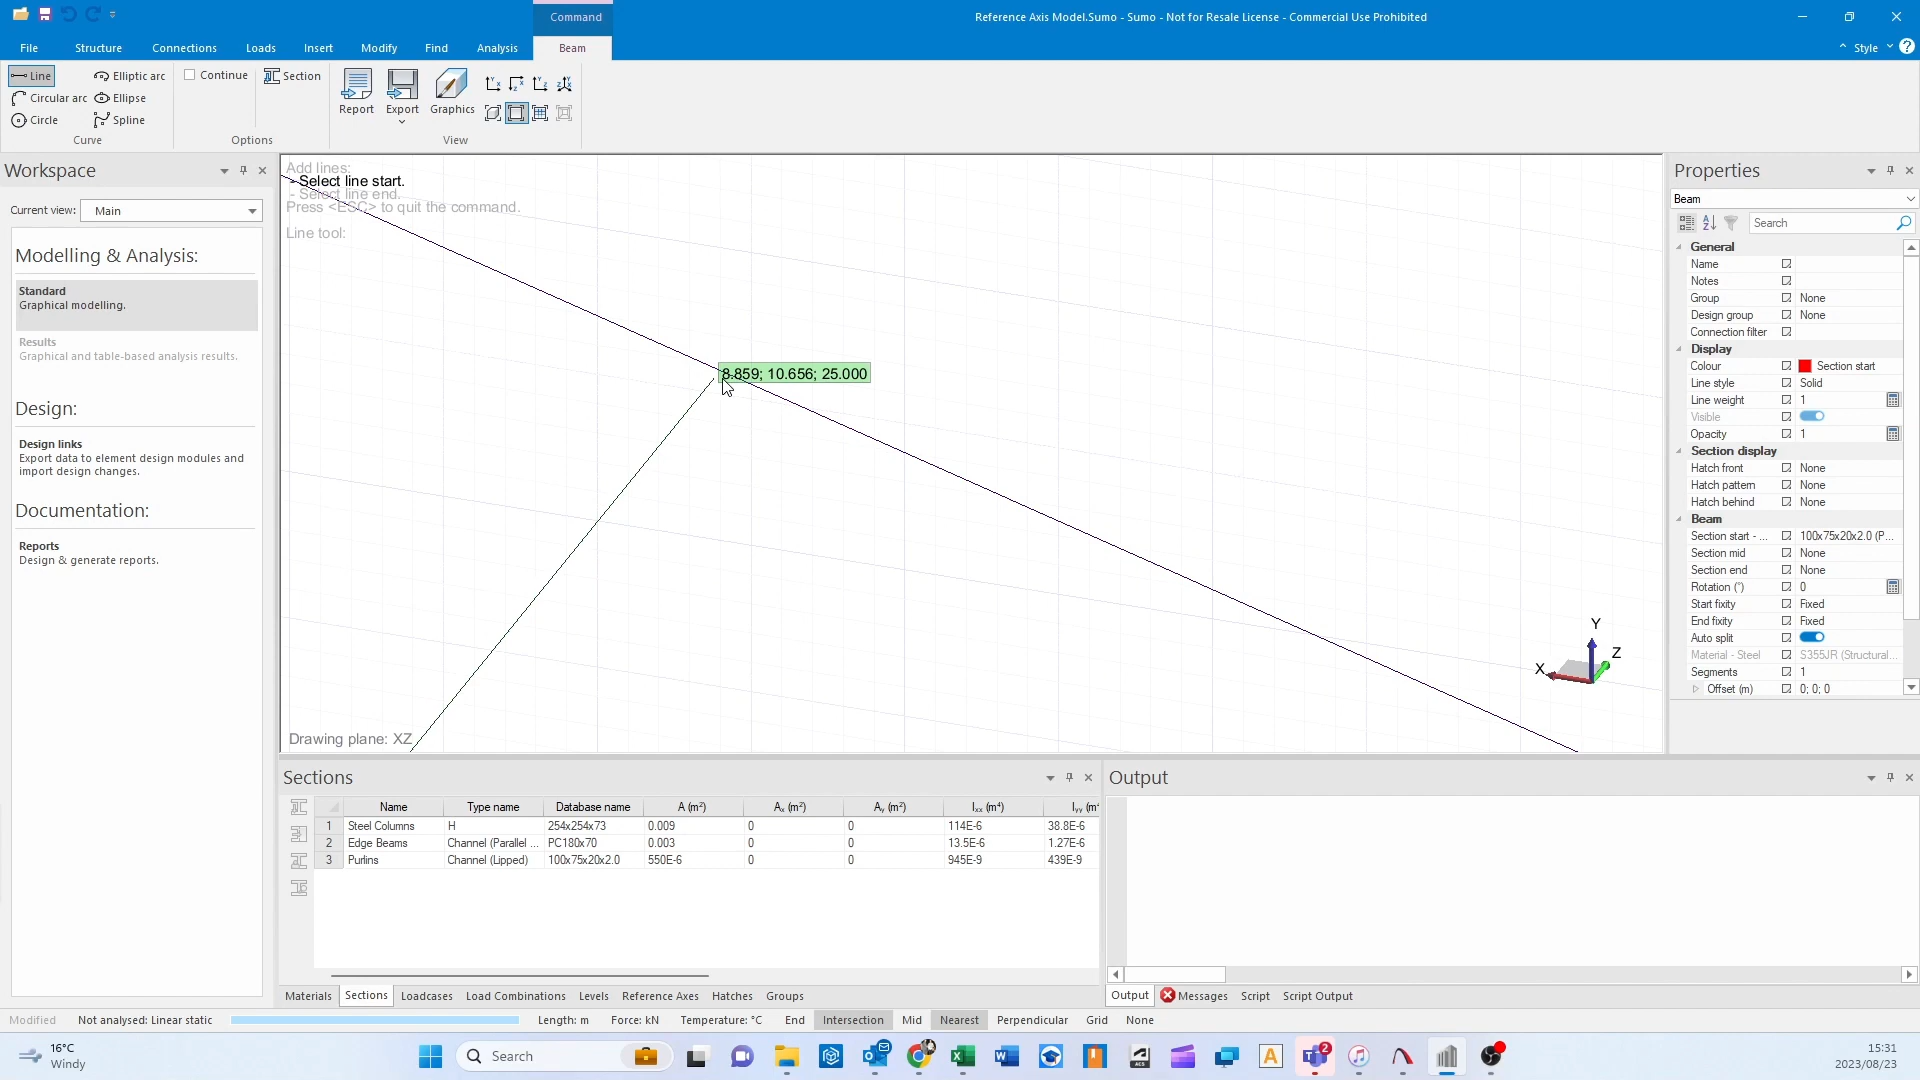 Command
Reference Axis Model.Sumo - Sumo - Not for Resale License - Commercial Use Prohibited
File Structure Connections Loads Insert Modify Find Analysis Beam Style
Line Elliptic arc Continue Section
Circular arc Ellipse
Circle Spline
Report Export Graphics
Curve Options View
Workspace
Current view: Main
Modelling & Analysis:
Standard
Graphical modelling.
Results
Graphical and table-based analysis results.
Design:
Design links
Export data to element design modules and
import design changes.
Documentation:
Reports
Design & generate reports.
Add lines:
- Select line start.
- Select line end.
Press <ESC> to quit the command.
Line tool:
8.859; 10.656; 25.000
Y
Z
X
Drawing plane: XZ
Properties
Beam
Search
General
Name
Notes
Group None
Design group None
Connection filter
Display
Colour Section start
Line style Solid
Line weight 1
Visible
Opacity 1
Section display
Hatch front None
Hatch pattern None
Hatch behind None
Beam
Section start - ... 100x75x20x2.0 (P...
Section mid None
Section end None
Rotation (°) 0
Start fixity Fixed
End fixity Fixed
Auto split
Material - Steel S355JR (Structural...
Segments 1
Offset (m) 0; 0; 0
Sections
Name Type name Database name A (m²) Aₓ (m²) Aᵧ (m²) Iₓₓ (m⁴) Iᵧᵧ (m⁴
1 Steel Columns H 254x254x73 0.009 0 0 114E-6 38.8E-6
2 Edge Beams Channel (Parallel ... PC180x70 0.003 0 0 13.5E-6 1.27E-6
3 Purlins Channel (Lipped) 100x75x20x2.0 550E-6 0 0 945E-9 439E-9
Materials Sections Loadcases Load Combinations Levels Reference Axes Hatches Groups
Output
Output Messages Script Script Output
Modified Not analysed: Linear static Length: m Force: kN Temperature: °C End Intersection Mid Nearest Perpendicular Grid None
16°C
Windy
Search
2
15:31
2023/08/23